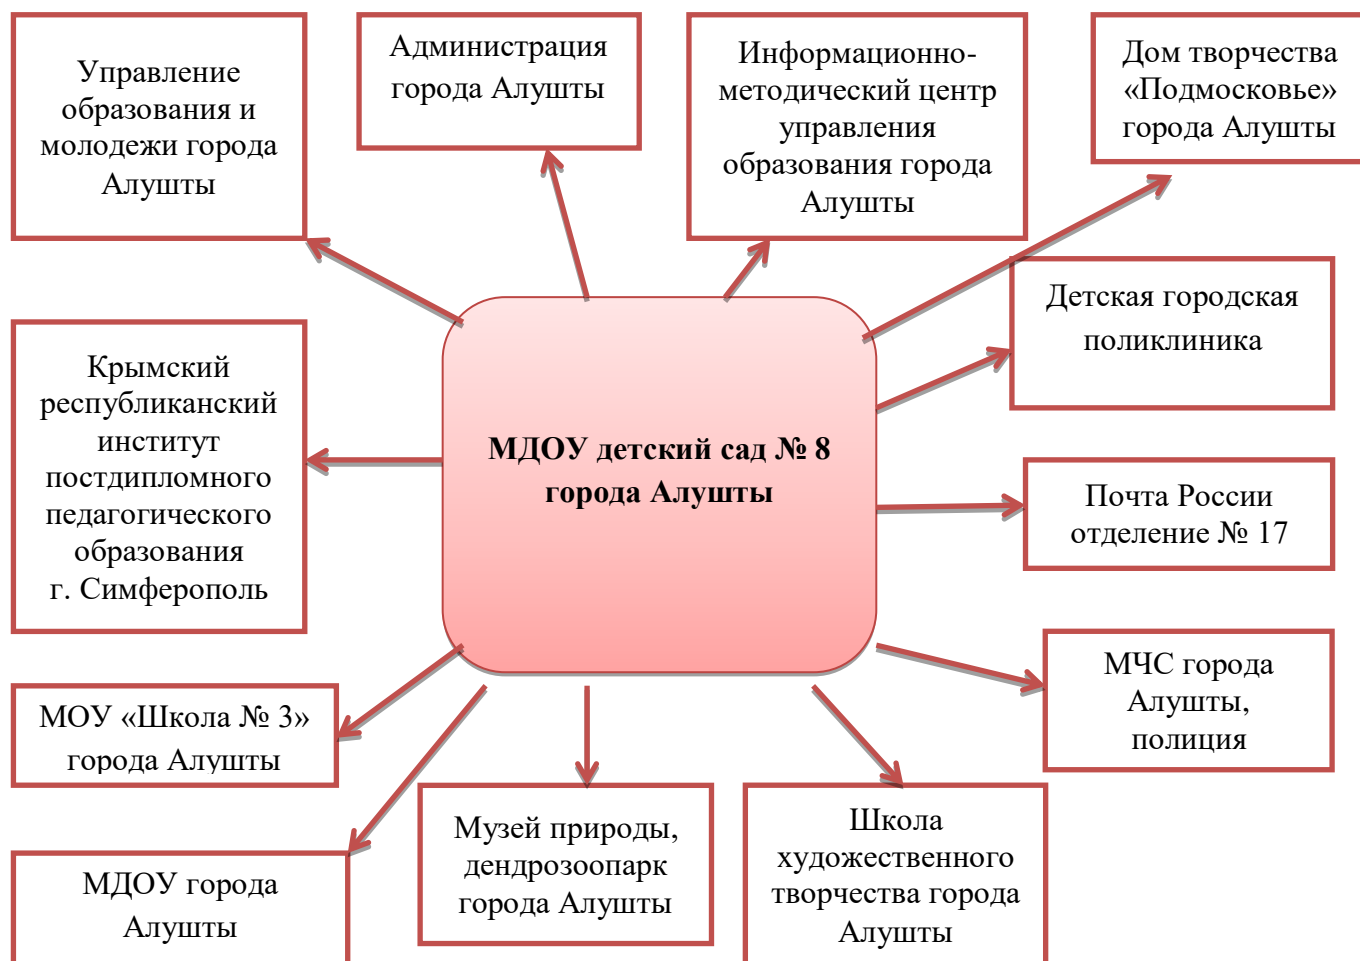 Управление
образования и
молодежи города
Алушты
Администрация
города Алушты
Информационно-
методический центр
управления
образования города
Алушты
Дом творчества
«Подмосковье»
города Алушты
Детская городская
поликлиника
Крымский
республиканский
институт
постдипломного
педагогического
образования
г. Симферополь
МДОУ детский сад № 8
города Алушты
Почта России
отделение № 17
МЧС города
Алушты,
полиция
МОУ «Школа № 3»
города Алушты
МДОУ города
Алушты
Музей природы,
дендрозоопарк
города Алушты
Школа
художественного
творчества города
Алушты